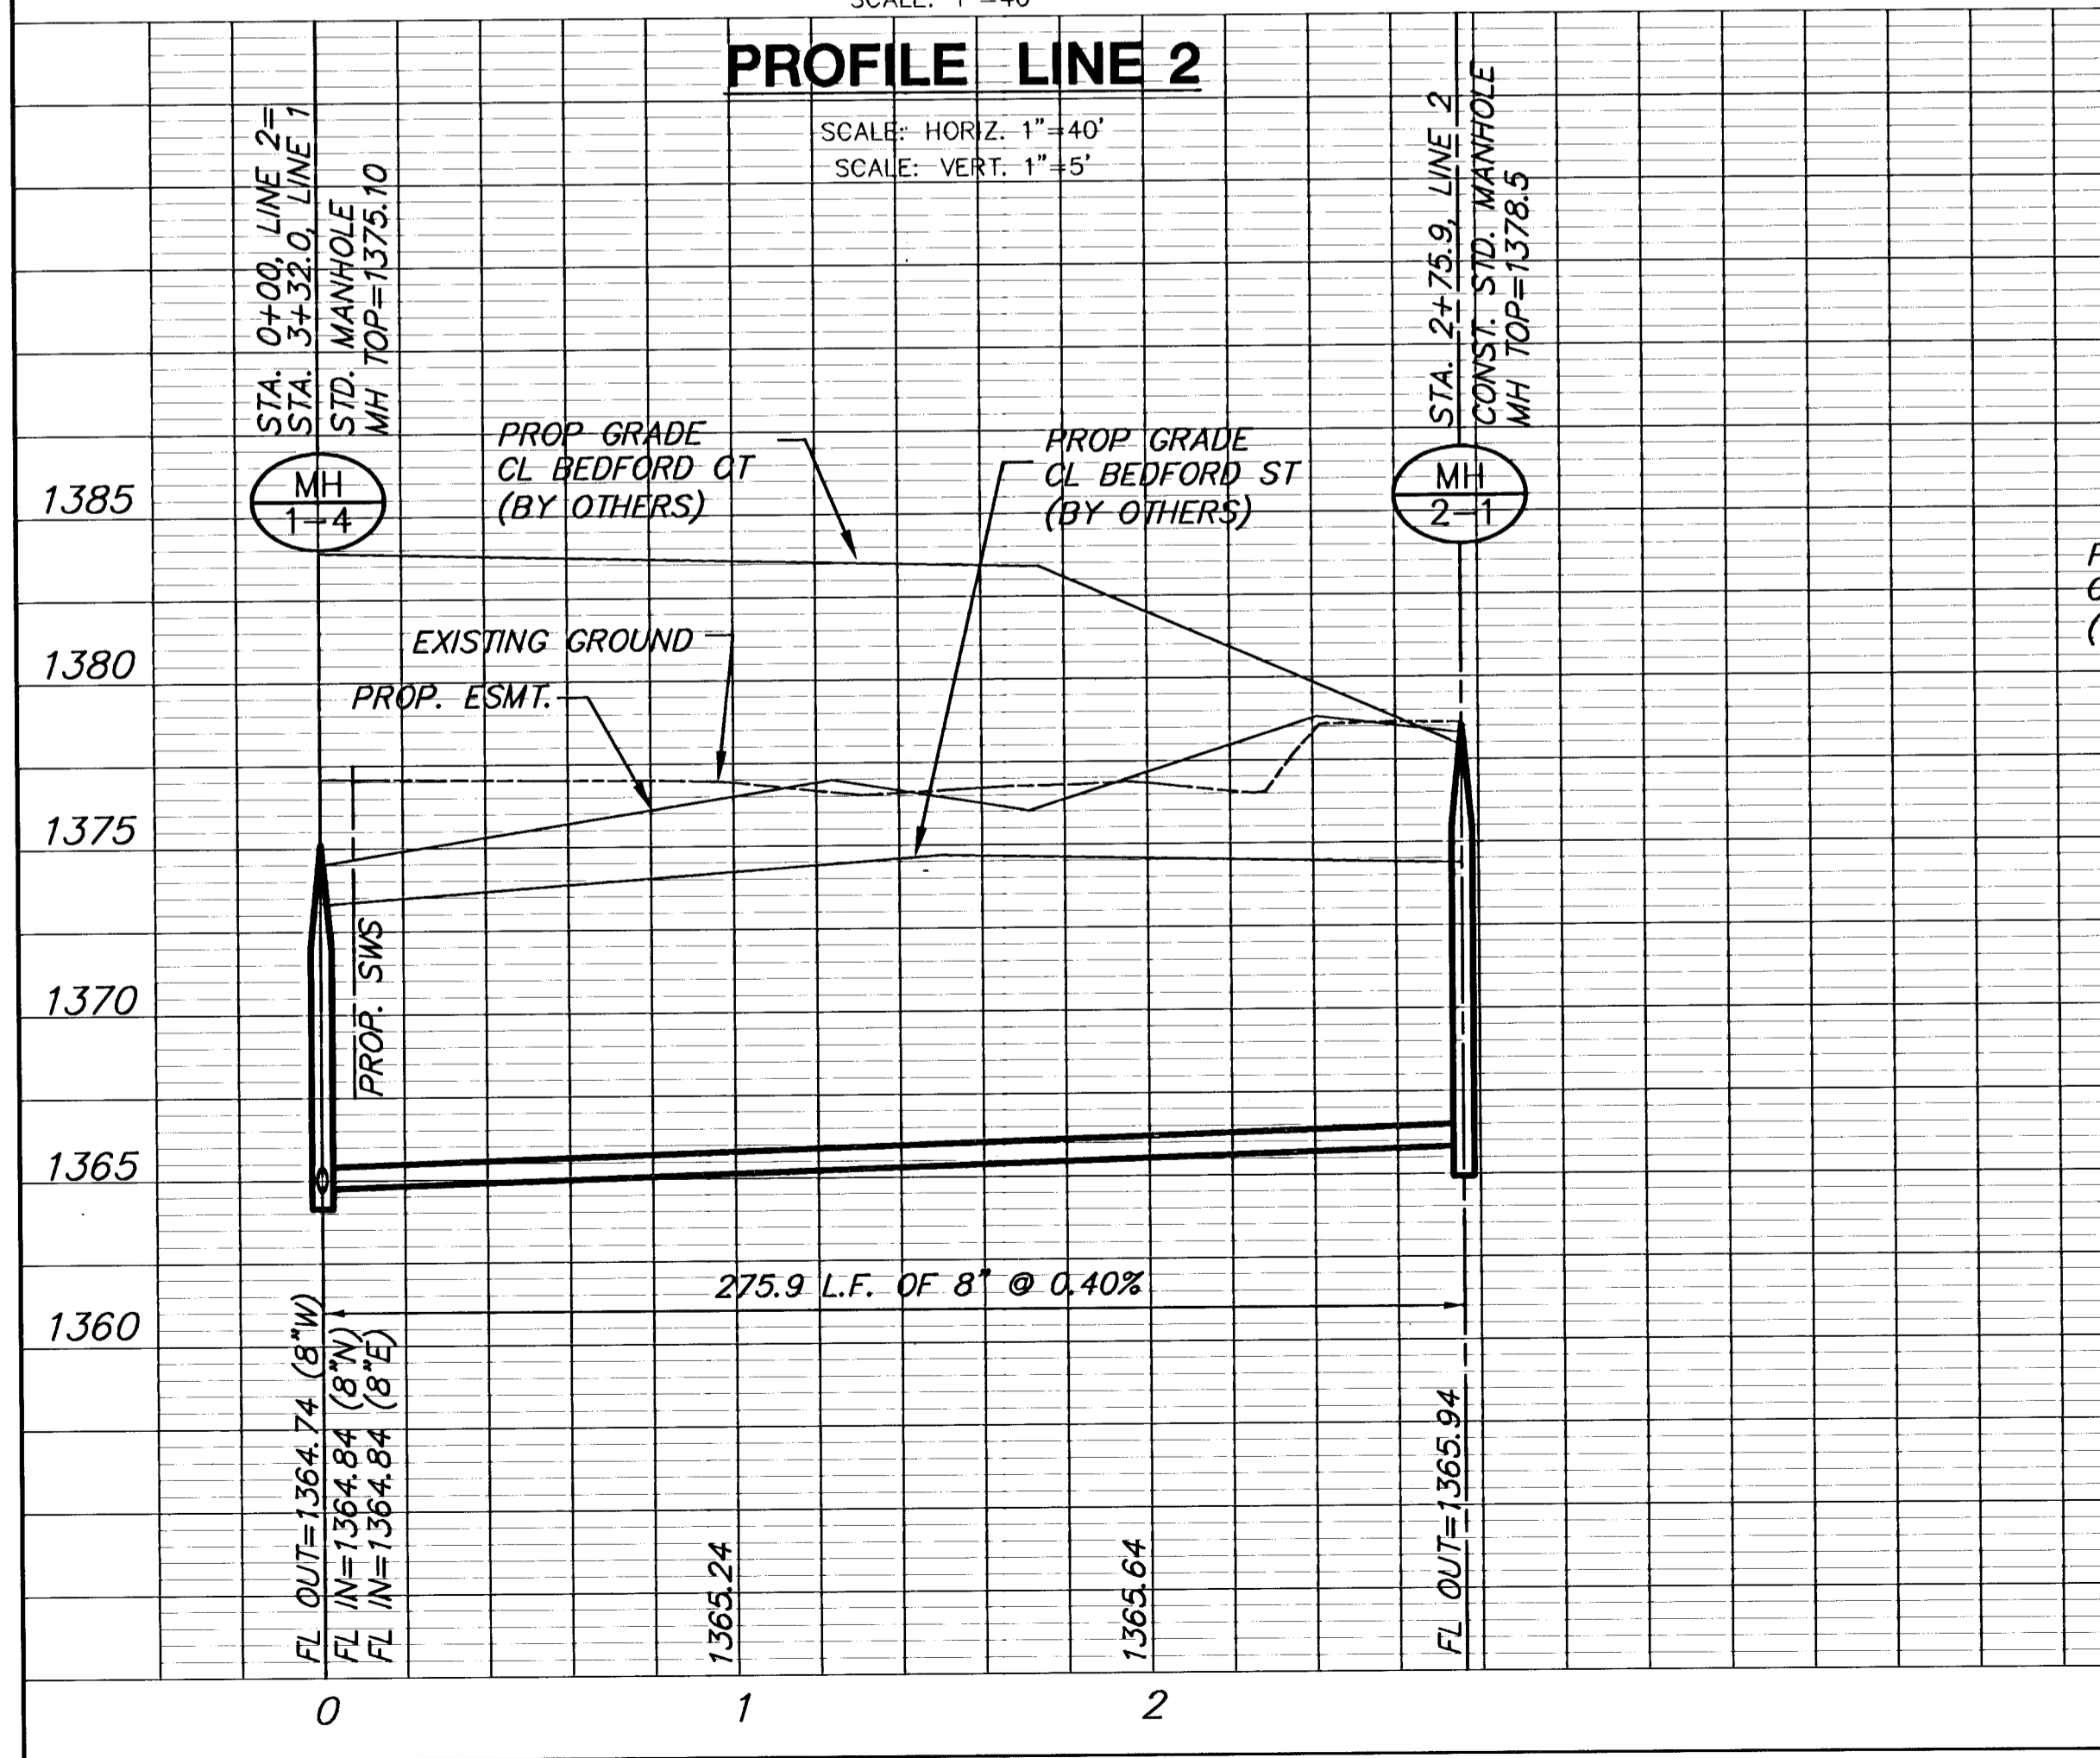 PROFILE LINE 2
SCALE: HORIZ. 1"=40'
SCALE: VERT. 1"=5'
STA. 0+00, LINE 2=
STA. 3+32.0, LINE 1
STD. MANHOLE
MH TOP=1375.10
STA. 2+75.9, LINE 2
CONST. STD. MANHOLE
MH TOP=1378.5
MH
1-4
MH
2-1
PROP GRADE
CL BEDFORD CT
(BY OTHERS)
PROP GRADE
CL BEDFORD ST
(BY OTHERS)
EXISTING GROUND
PROP. ESMT.
PROP. SWS
1385
1380
1375
1370
1365
1360
275.9 L.F. OF 8" @ 0.40%
FL OUT=1364.74 (8"W)
FL IN=1364.84 (8"N)
FL IN=1364.84 (8"E)
1365.24
1365.64
FL OUT=1365.94
0
1
2